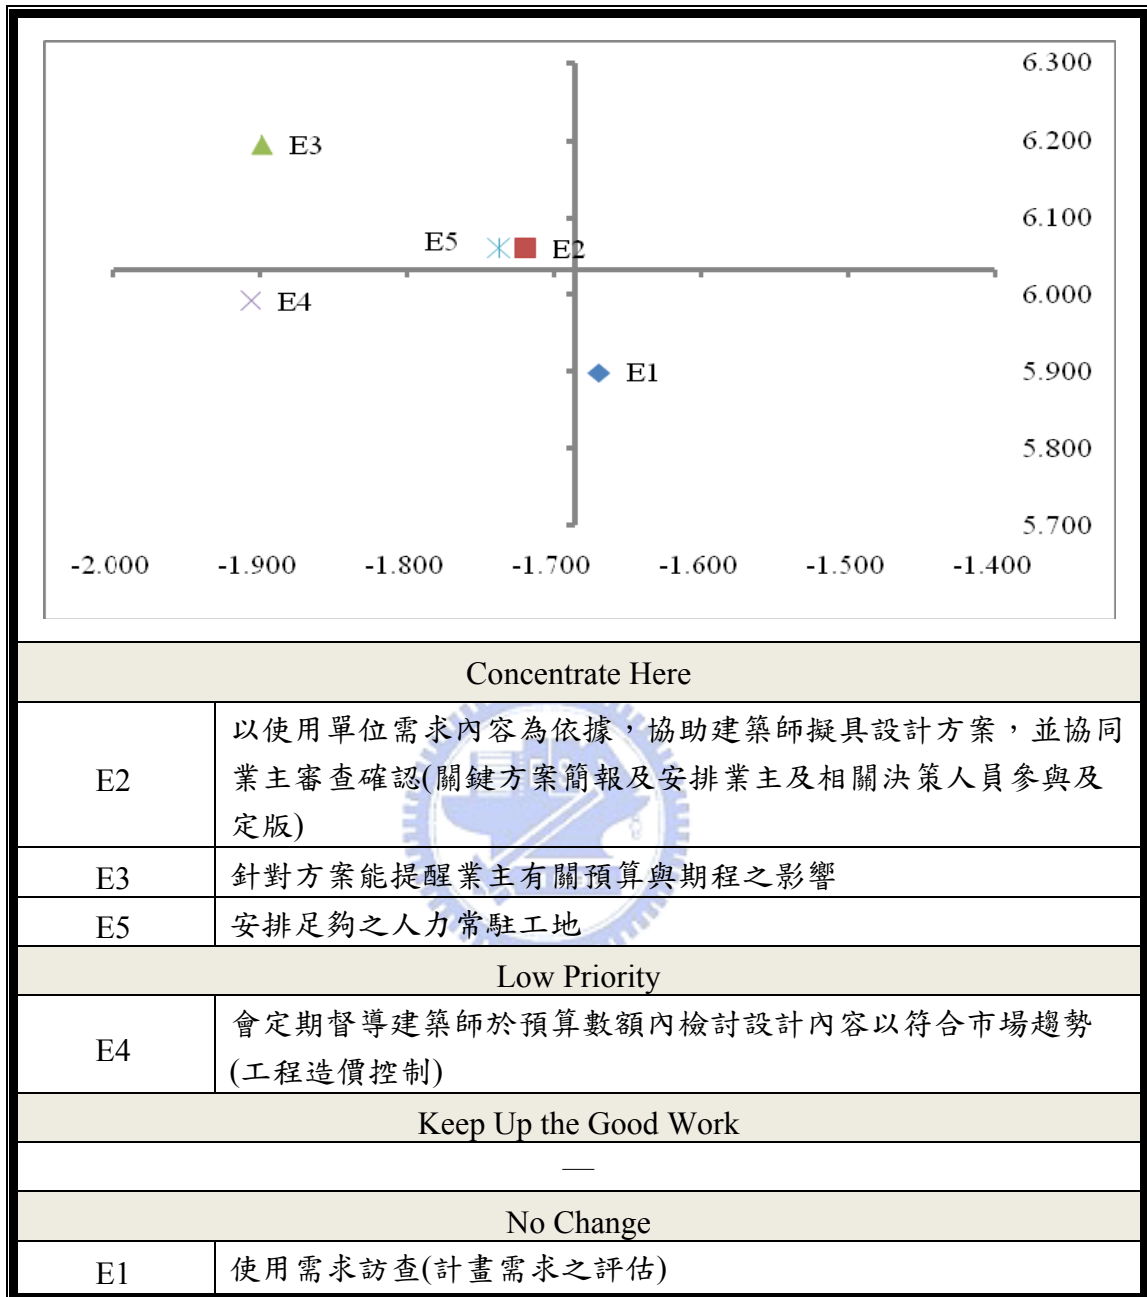 6.300
6.200
E3
6.100
E5
E2
6.000
E4
5.900
E1
5.800
5.700
-2.000 -1.900 -1.800 -1.700 -1.600 -1.500 -1.400
Concentrate Here
E2
以使用單位需求內容為依據，協助建築師擬具設計方案，並協同
業主審查確認(關鍵方案簡報及安排業主及相關決策人員參與及
定版)
E3 針對方案能提醒業主有關預算與期程之影響
E5 安排足夠之人力常駐工地
Low Priority
E4
會定期督導建築師於預算數額內檢討設計內容以符合市場趨勢
(工程造價控制)
Keep Up the Good Work
—
No Change
E1 使用需求訪查(計畫需求之評估)